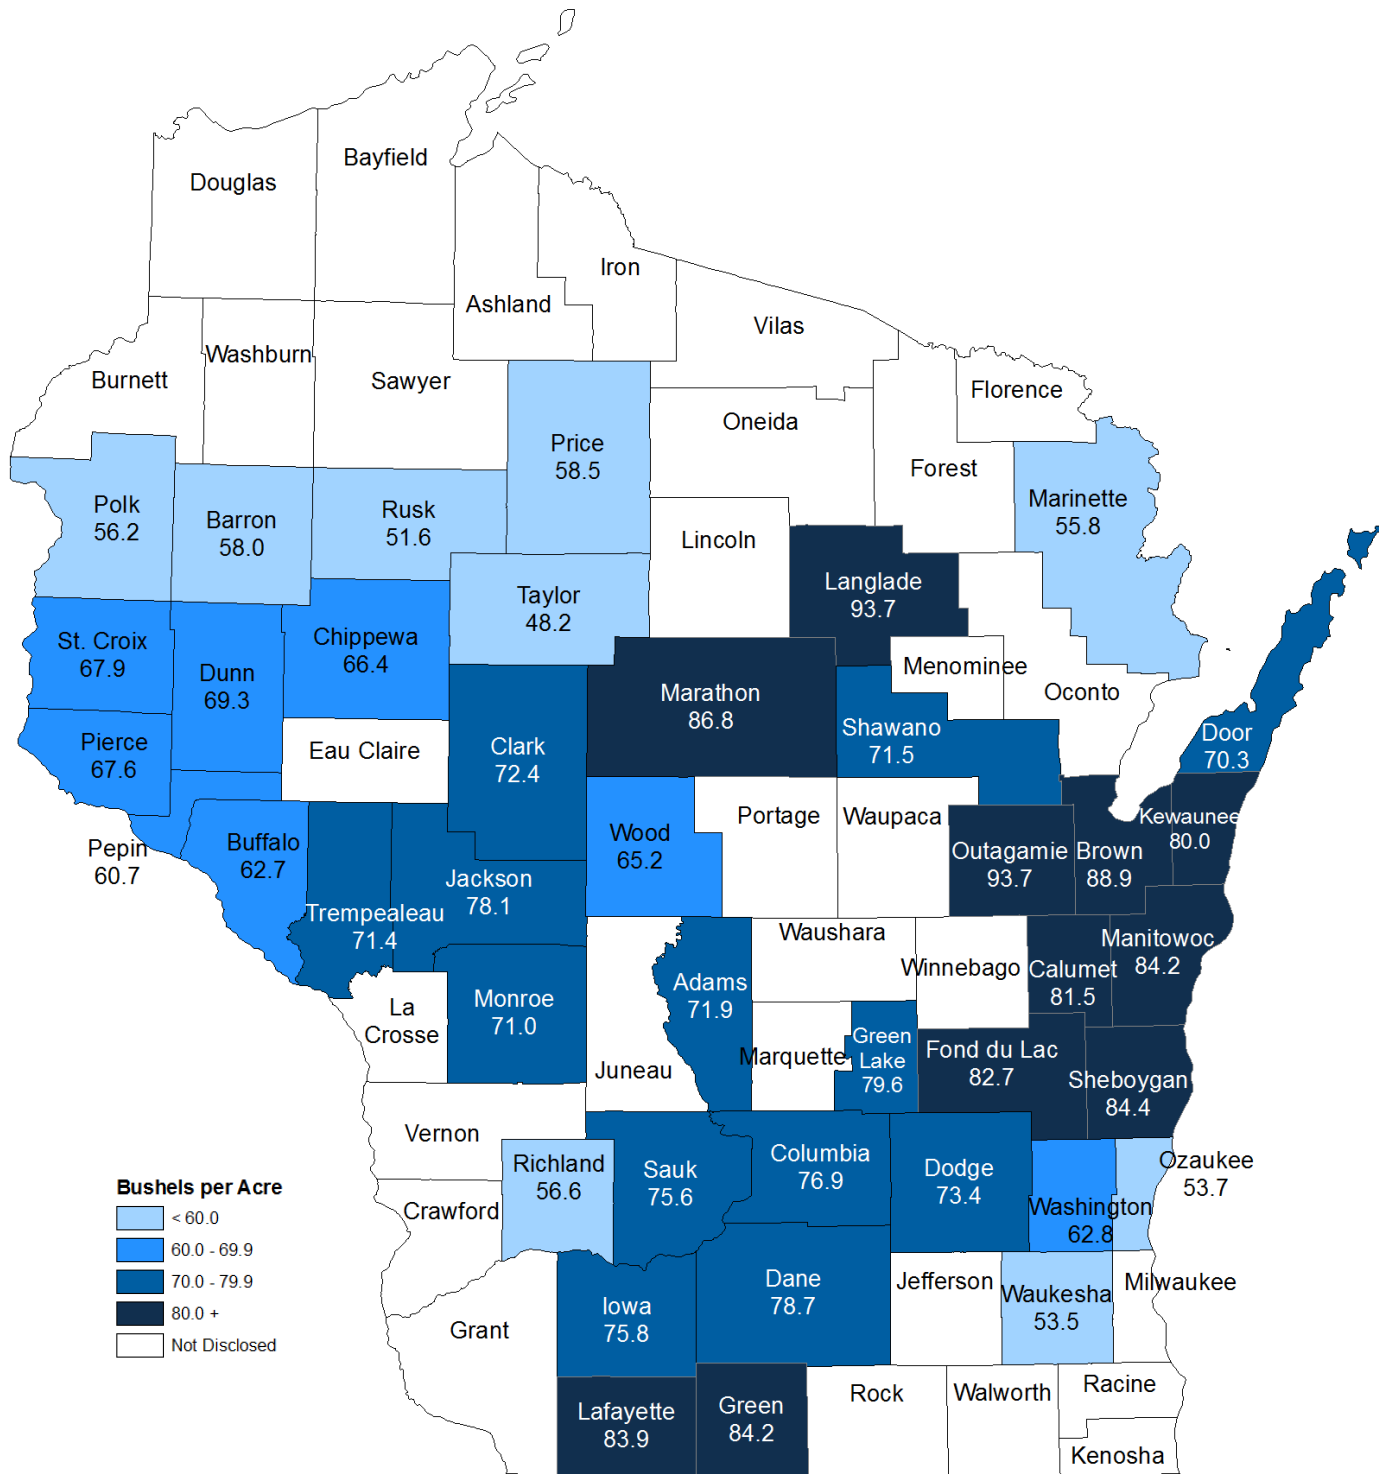 Bayfield
Douglas
Iron
Ashland
Vilas
Washburn
Burnett
Sawyer
Florence
Oneida
Price
58.5
Forest
Marinette
55.8
Polk
56.2
Barron
58.0
Rusk
51.6
Lincoln
Langlade
93.7
Taylor
48.2
St. Croix
67.9
Chippewa
66.4
Dunn
69.3
Menominee
Marathon
86.8
Oconto
Shawano
71.5
Door
70.3
Pierce
67.6
Eau Claire
Clark
72.4
Portage
Waupaca
Kewaunee
80.0
Wood
65.2
Buffalo
62.7
Pepin
60.7
Outagamie
93.7
Brown
88.9
Jackson
78.1
Trempealeau
71.4
Waushara
Manitowoc
84.2
Winnebago
Calumet
81.5
Adams
71.9
Monroe
71.0
La
Crosse
Green
Lake
79.6
Fond du Lac
82.7
Marquette
Juneau
Sheboygan
84.4
Vernon
Richland
56.6
Sauk
75.6
Columbia
76.9
Dodge
73.4
Ozaukee
53.7
Washington
62.8
Crawford
Bushels per Acre
< 60.0
60.0 - 69.9
70.0 - 79.9
80.0 +
Not Disclosed
Dane
78.7
Jefferson
Waukesha
53.5
Milwaukee
Iowa
75.8
Grant
Lafayette
83.9
Green
84.2
Rock
Walworth
Racine
Kenosha